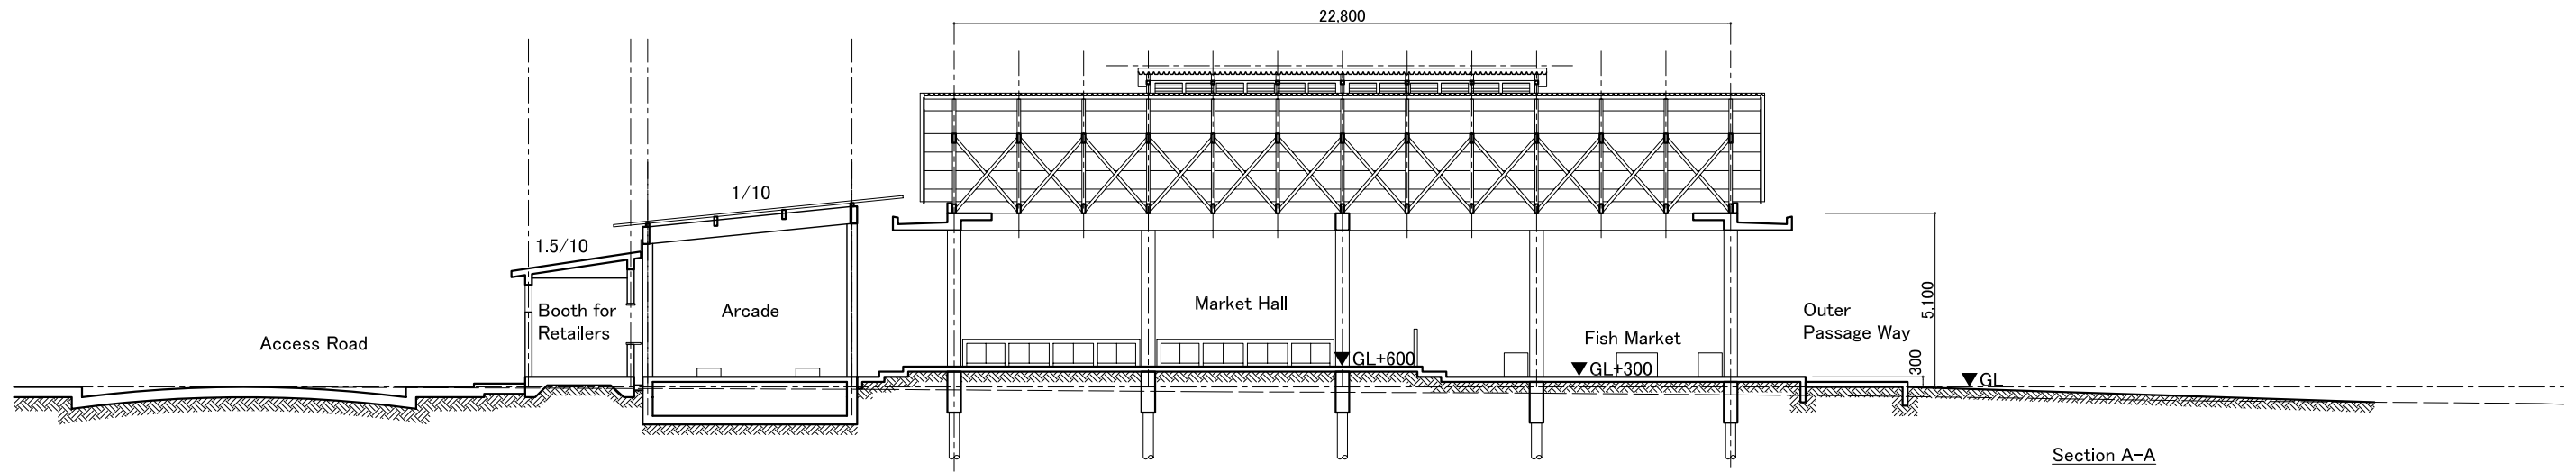 22,800
1/10
1.5/10
Booth for
Retailers
Arcade
Market Hall
Access Road
Fish Market
Outer
Passage Way
5,100
300
GL+600
GL+300
GL
Section A-A